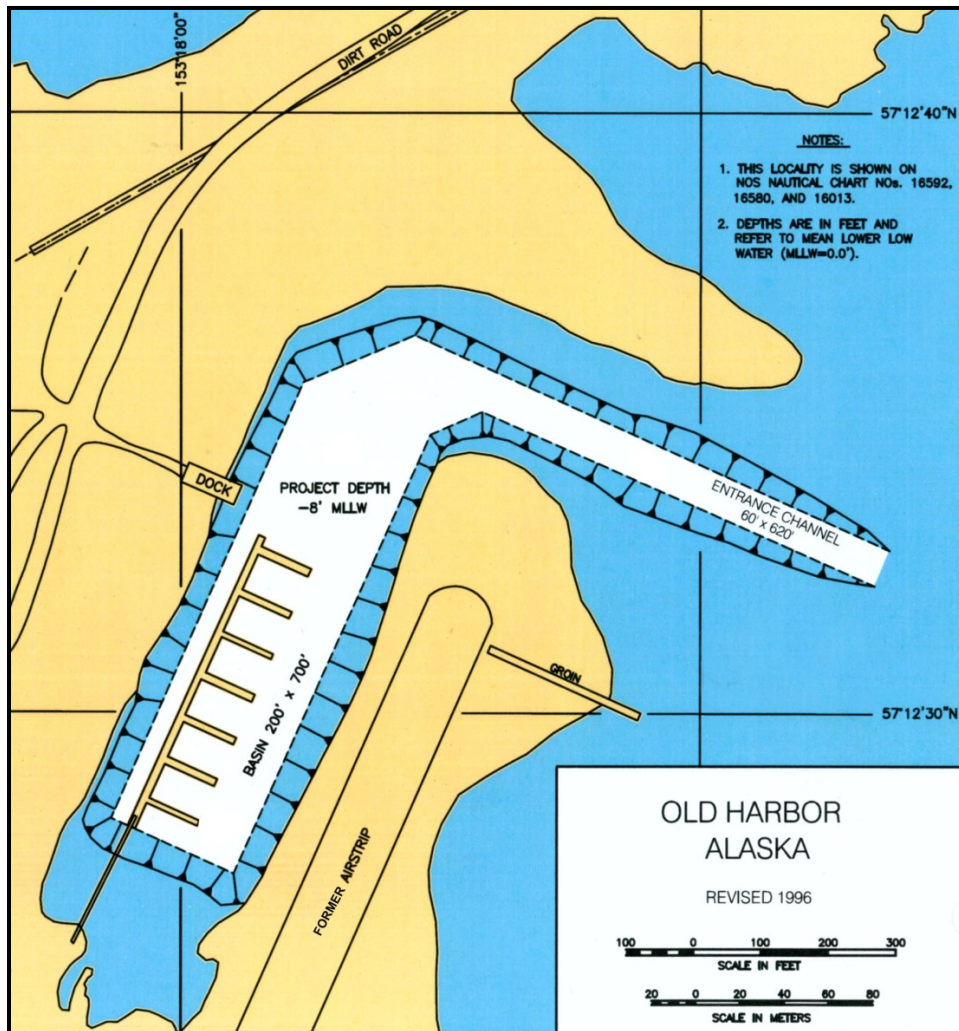 153°18'00"
DIRT ROAD
57°12'40"N
NOTES:
1. THIS LOCALITY IS SHOWN ON
NOS NAUTICAL CHART NOs. 16592,
16580, AND 16013.
2. DEPTHS ARE IN FEET AND
REFER TO MEAN LOWER LOW
WATER (MLLW=0.0').
DOCK
PROJECT DEPTH
-8' MLLW
ENTRANCE CHANNEL
60' x 620'
BASIN 200' x 700'
GROIN
57°12'30"N
FORMER AIRSTRIP
OLD HARBOR
ALASKA
REVISED 1996
100 0 100 200 300
SCALE IN FEET
20 0 20 40 60 80
SCALE IN METERS